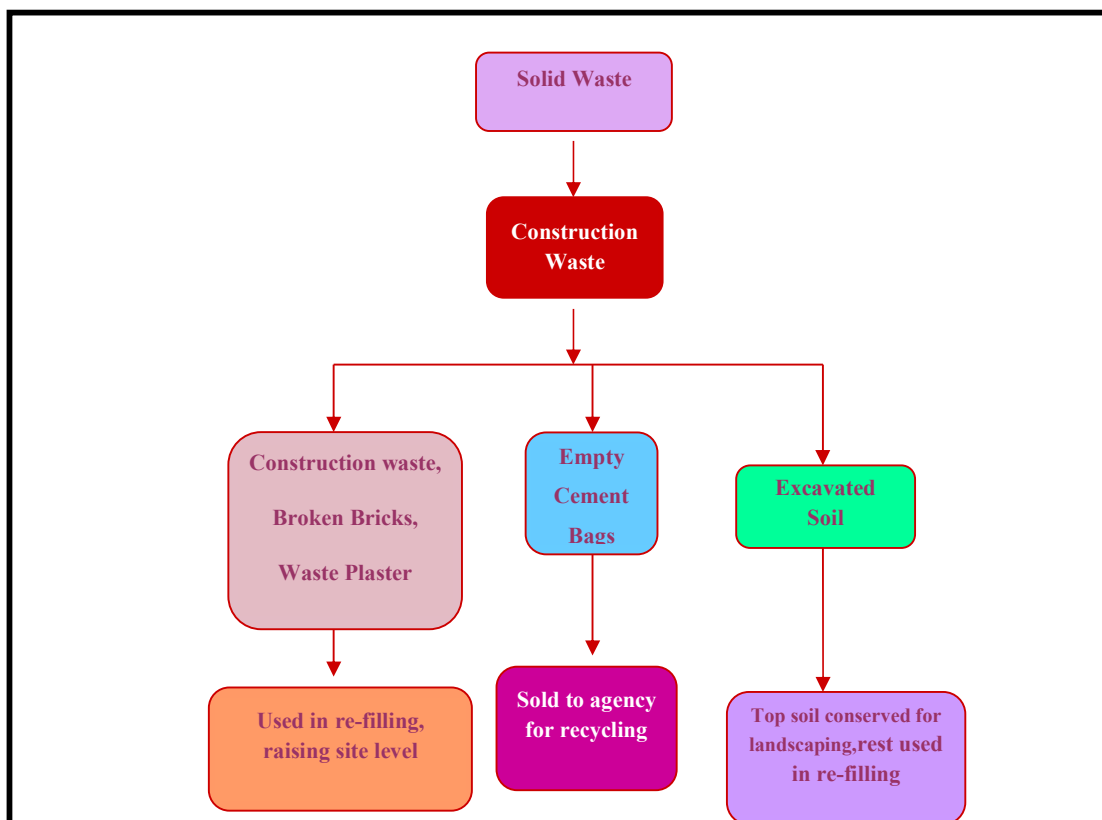 Solid Waste
Construction
Waste
Construction waste,
Broken Bricks,
Waste Plaster
Empty
Cement
Bags
Excavated
Soil
Used in re-filling,
raising site level
Sold to agency
for recycling
Top soil conserved for
landscaping,rest used
in re-filling